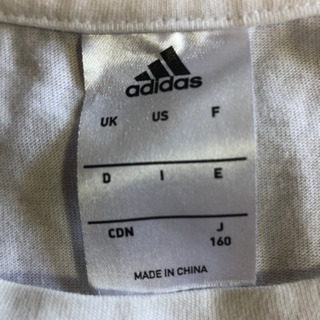 adidas
UK US F
D I E
CDN J
160
MADE IN CHINA